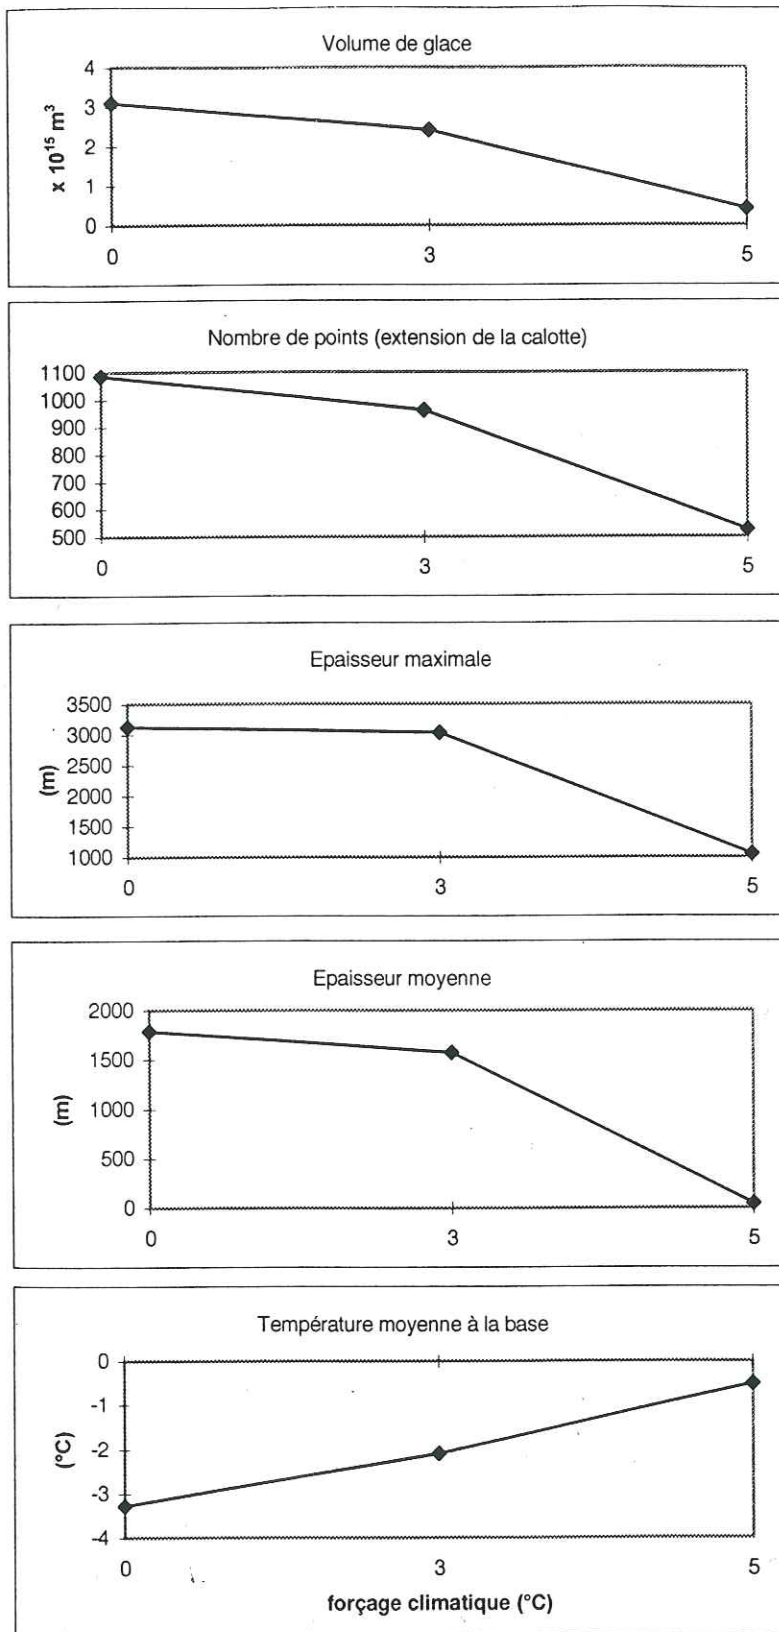 Volume de glace
x 10¹⁵ m³
4
3
2
1
0
0 3 5
Nombre de points (extension de la calotte)
1100
1000
900
800
700
600
500
0 3 5
Epaisseur maximale
(m)
3500
3000
2500
2000
1500
1000
0 3 5
Epaisseur moyenne
(m)
2000
1500
1000
500
0
0 3 5
Température moyenne à la base
(°C)
0
-1
-2
-3
-4
0 3 5
forçage climatique (°C)